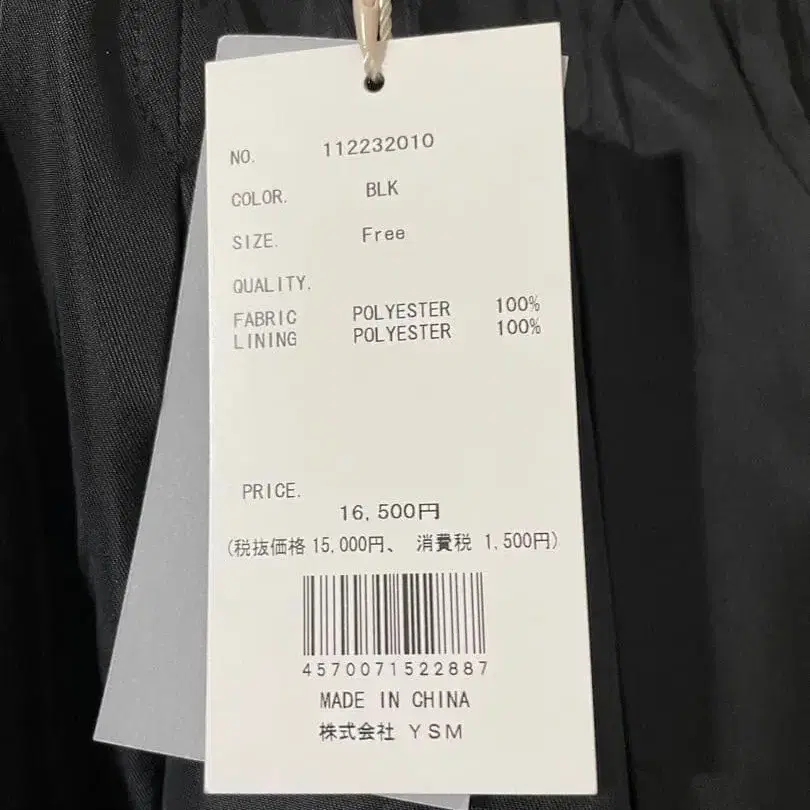 NO. 112232010
COLOR. BLK
SIZE. Free
QUALITY.
FABRIC POLYESTER 100%
LINING POLYESTER 100%
PRICE.
16,500円
(税抜価格 15,000円、 消費税 1,500円)
4570071522887
MADE IN CHINA
株式会社 YSM